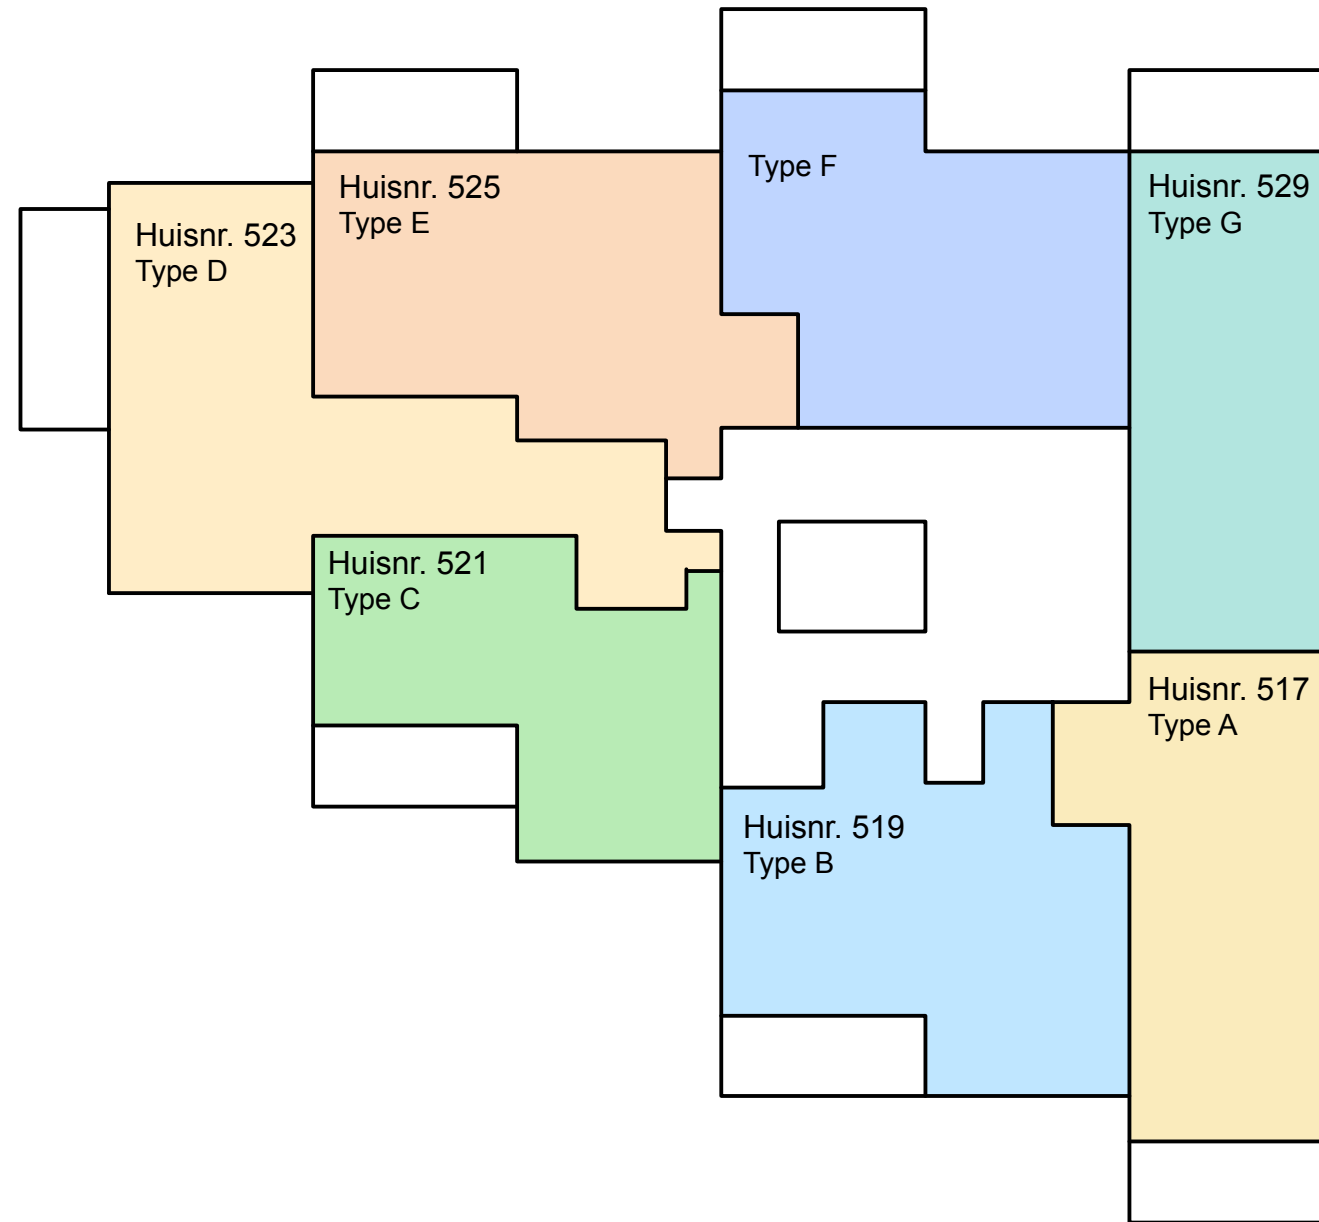 Type F
Huisnr. 525
Type E
Huisnr. 529
Type G
Huisnr. 523
Type D
Huisnr. 521
Type C
Huisnr. 517
Type A
Huisnr. 519
Type B